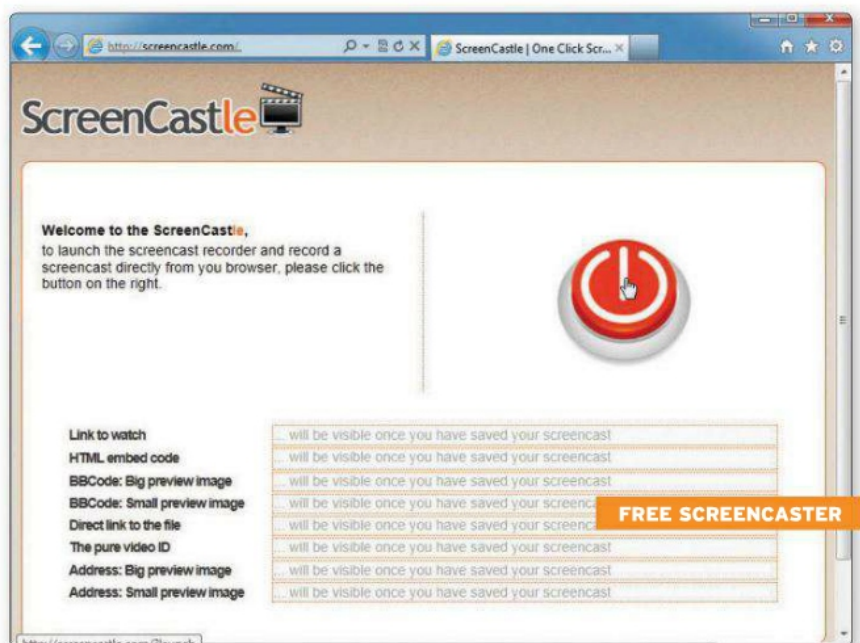 http://screencastle.com/
ScreenCastle | One Click Scr...
ScreenCastle
Welcome to the ScreenCastle,
to launch the screencast recorder and record a
screencast directly from you browser, please click the
button on the right.
Link to watch ... will be visible once you have saved your screencast
HTML embed code ... will be visible once you have saved your screencast
BBCode: Big preview image ... will be visible once you have saved your screencast
BBCode: Small preview image ... will be visible once you have saved your screenc
Direct link to the file ... will be visible once you have saved your screenc
The pure video ID ... will be visible once you have saved your screencast
Address: Big preview image ... will be visible once you have saved your screencast
Address: Small preview image ... will be visible once you have saved your screencast
FREE SCREENCASTER
http://screencastle.com/?launch